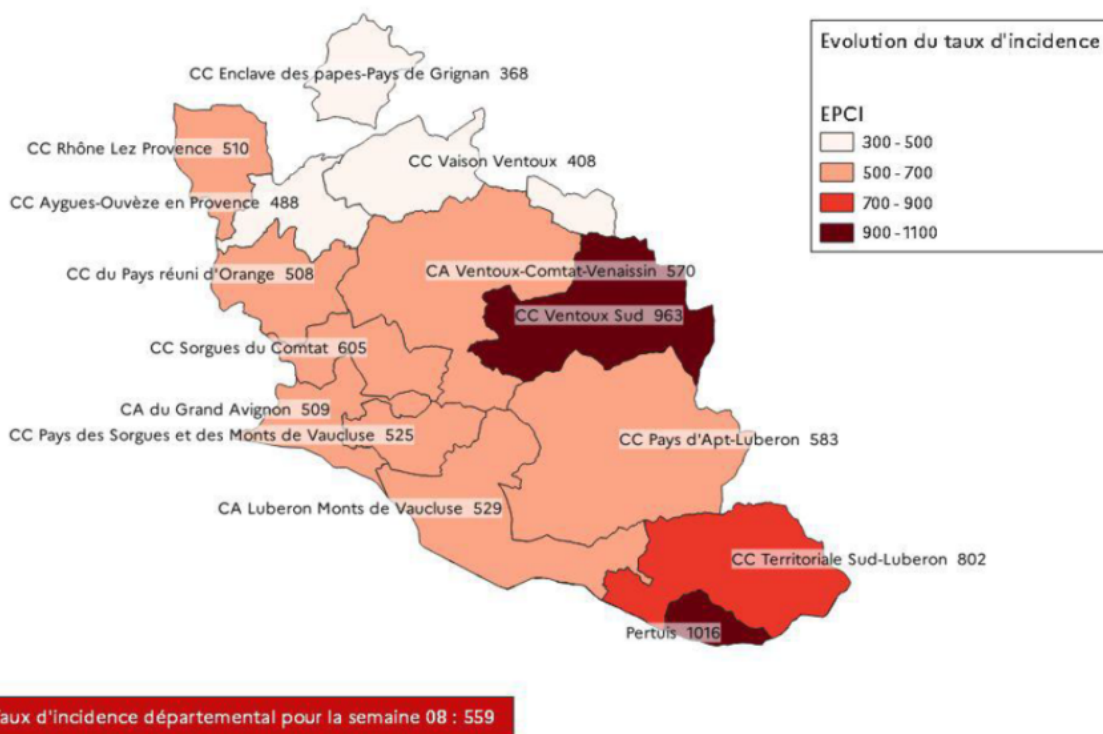 Evolution du taux d'incidence
EPCI
300 - 500
500 - 700
700 - 900
900 - 1100
CC Enclave des papes-Pays de Grignan 368
CC Rhône Lez Provence 510
CC Vaison Ventoux 408
CC Aygues-Ouvèze en Provence 488
CC du Pays réuni d'Orange 508
CA Ventoux-Comtat-Venaissin 570
CC Ventoux Sud 963
CC Sorgues du Comtat 605
CA du Grand Avignon 509
CC Pays des Sorgues et des Monts de Vaucluse 525
CC Pays d'Apt-Luberon 583
CA Luberon Monts de Vaucluse 529
CC Territoriale Sud-Luberon 802
Pertuis 1016
aux d'incidence départemental pour la semaine 08 : 559